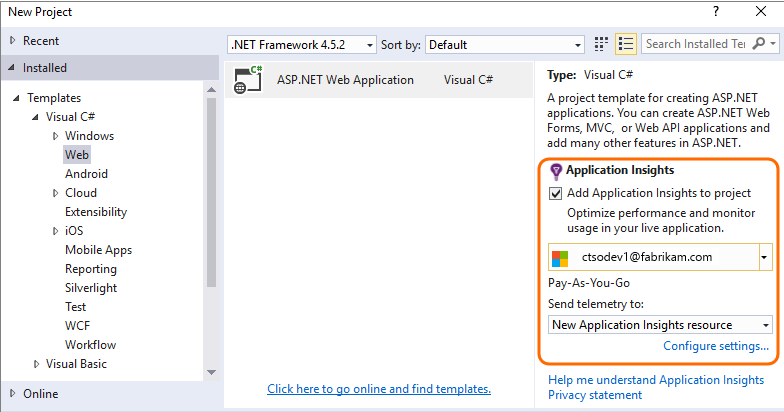 New Project
?
Recent
.NET Framework 4.5.2
Sort by:
Default
Search Installed Te
Installed
Templates
Visual C#
Windows
Web
Android
Cloud
Extensibility
iOS
Mobile Apps
Reporting
Silverlight
Test
WCF
Workflow
Visual Basic
Online
C#
ASP.NET Web Application
Visual C#
Click here to go online and find templates.
Type: Visual C#
A project template for creating ASP.NET
applications. You can create ASP.NET Web
Forms, MVC, or Web API applications and
add many other features in ASP.NET.
Application Insights
Add Application Insights to project
Optimize performance and monitor
usage in your live application.
ctsodev1@fabrikam.com
Pay-As-You-Go
Send telemetry to:
New Application Insights resource
Configure settings...
Help me understand Application Insights
Privacy statement